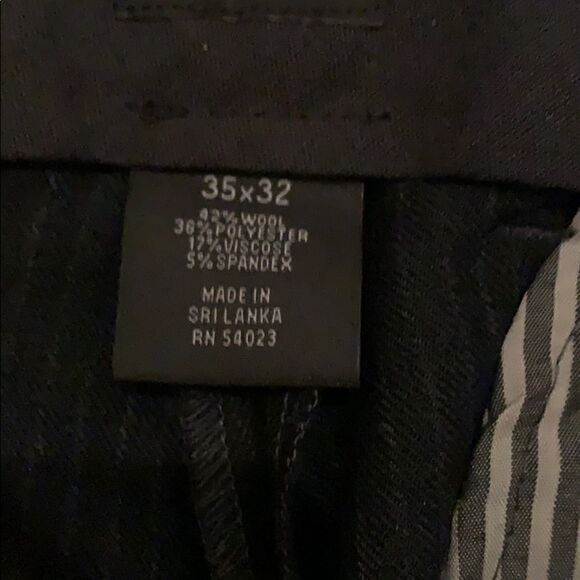 35x32
42% WOOL
36% POLYESTER
17% VISCOSE
5% SPANDEX
MADE IN
SRI LANKA
RN 54023